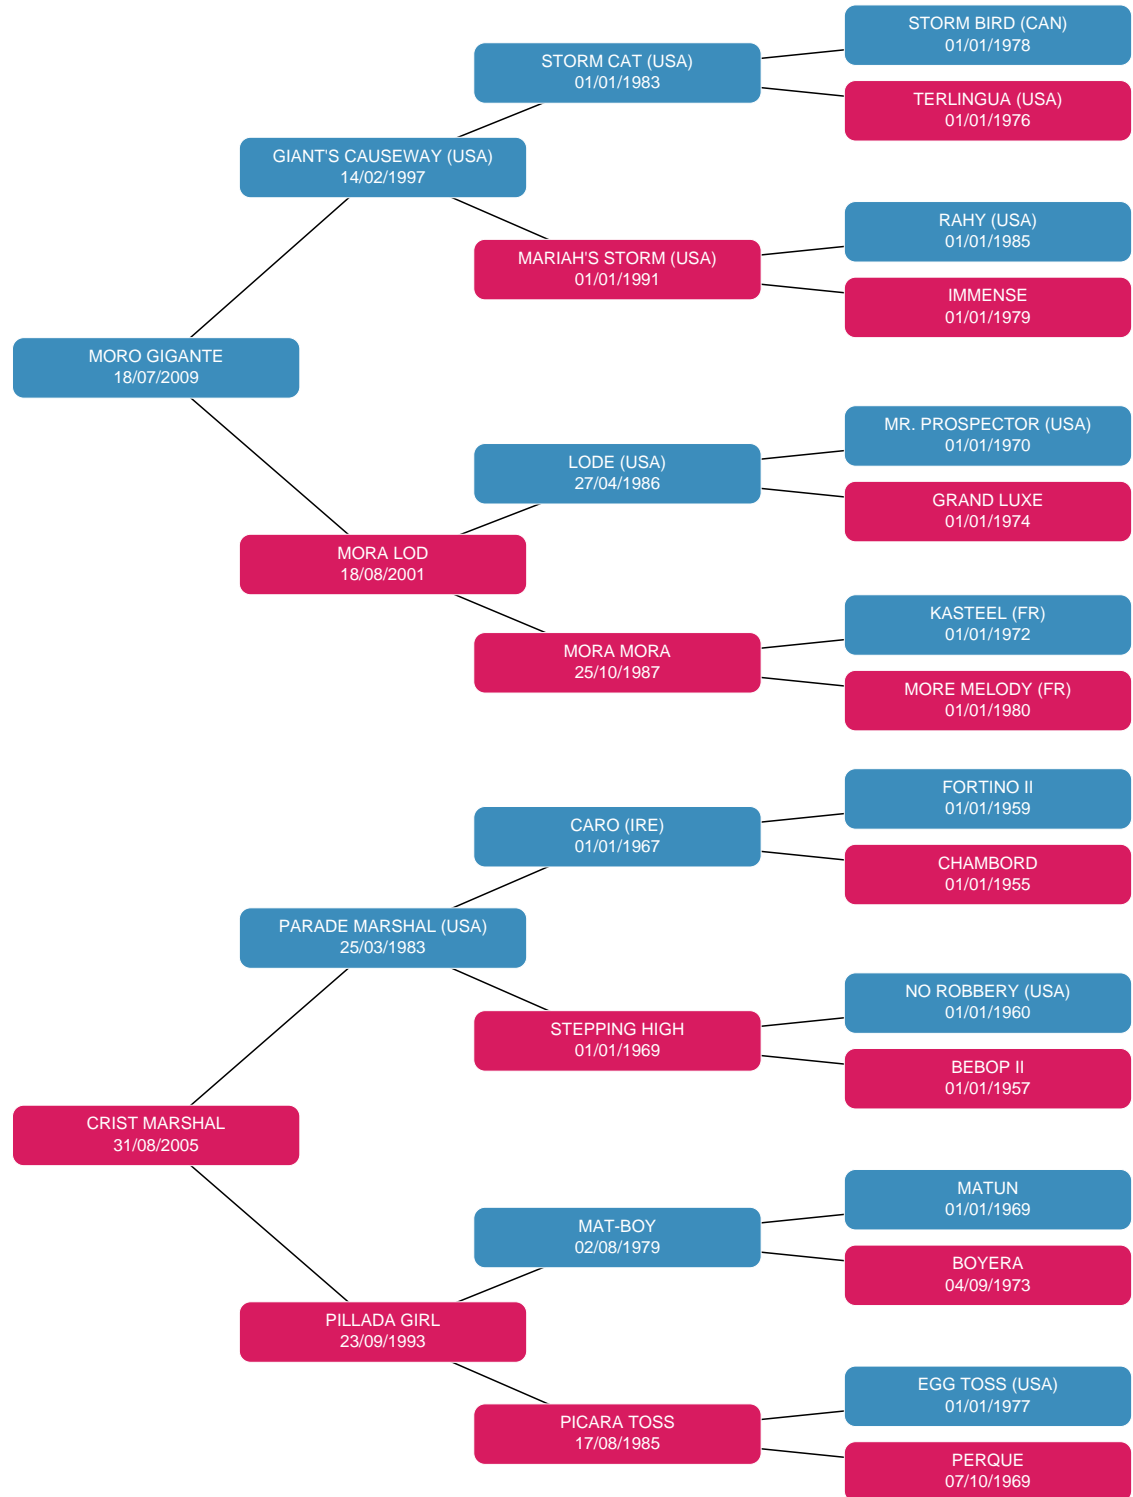 STORM BIRD (CAN)
01/01/1978
STORM CAT (USA)
01/01/1983
TERLINGUA (USA)
01/01/1976
GIANT'S CAUSEWAY (USA)
14/02/1997
RAHY (USA)
01/01/1985
MARIAH'S STORM (USA)
01/01/1991
IMMENSE
01/01/1979
MORO GIGANTE
18/07/2009
MR. PROSPECTOR (USA)
01/01/1970
LODE (USA)
27/04/1986
GRAND LUXE
01/01/1974
MORA LOD
18/08/2001
KASTEEL (FR)
01/01/1972
MORA MORA
25/10/1987
MORE MELODY (FR)
01/01/1980
FORTINO II
01/01/1959
CARO (IRE)
01/01/1967
CHAMBORD
01/01/1955
PARADE MARSHAL (USA)
25/03/1983
NO ROBBERY (USA)
01/01/1960
STEPPING HIGH
01/01/1969
BEBOP II
01/01/1957
CRIST MARSHAL
31/08/2005
MATUN
01/01/1969
MAT-BOY
02/08/1979
BOYERA
04/09/1973
PILLADA GIRL
23/09/1993
EGG TOSS (USA)
01/01/1977
PICARA TOSS
17/08/1985
PERQUE
07/10/1969